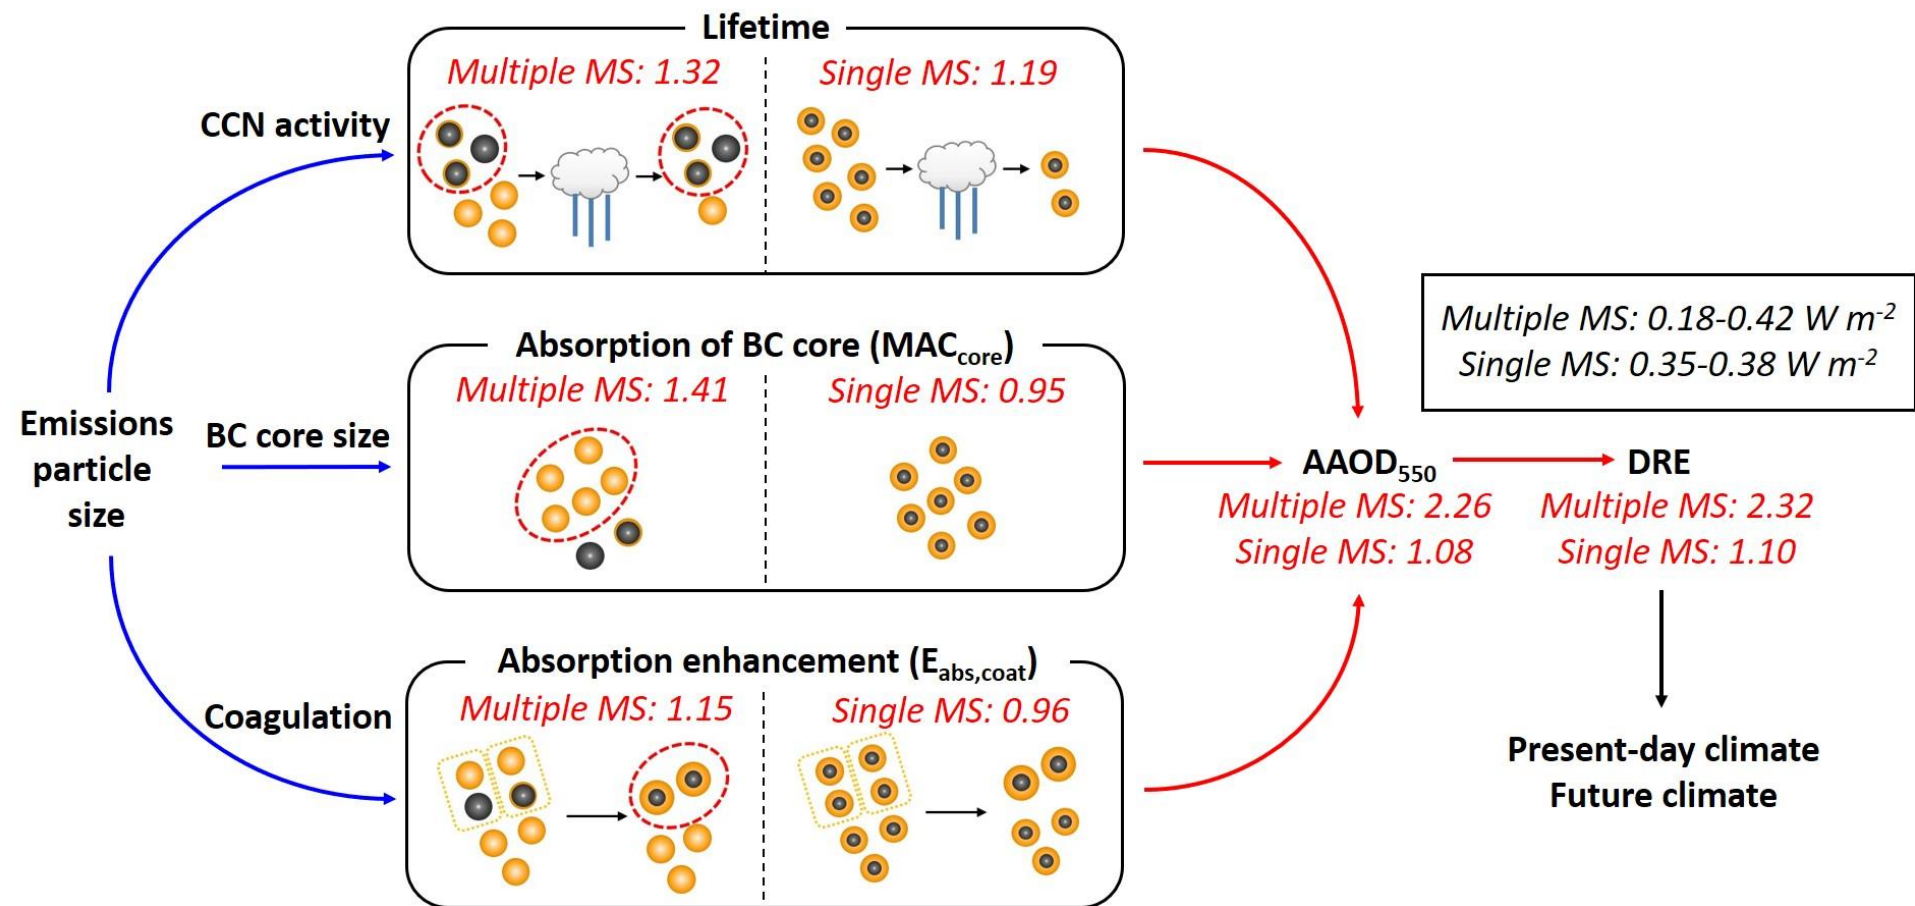 Lifetime
Multiple MS: 1.32
Single MS: 1.19
CCN activity
Absorption of BC core (MAC_core)
Multiple MS: 1.41
Single MS: 0.95
BC core size
Emissions
particle
size
Absorption enhancement (E_abs,coat)
Multiple MS: 1.15
Single MS: 0.96
Coagulation
Multiple MS: 0.18-0.42 W m⁻²
Single MS: 0.35-0.38 W m⁻²
AAOD₅₅₀
Multiple MS: 2.26
Single MS: 1.08
DRE
Multiple MS: 2.32
Single MS: 1.10
Present-day climate
Future climate